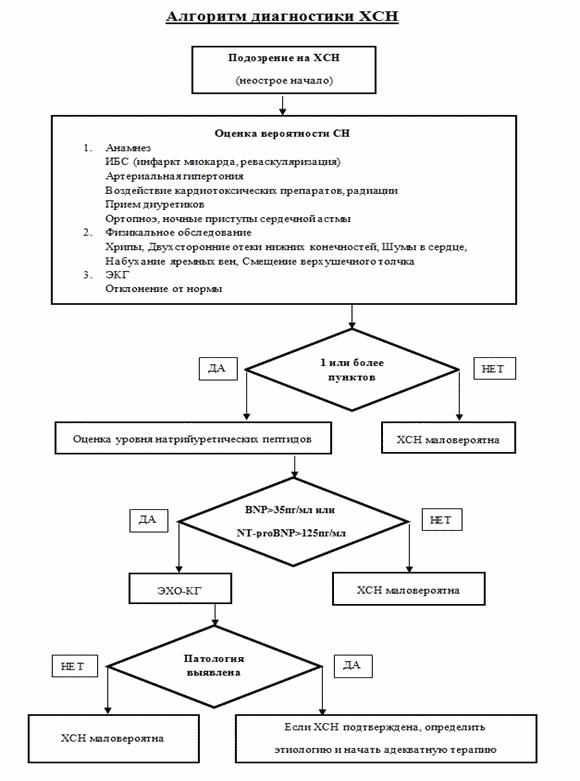 Алгоритм диагностики ХСН
Подозрение на ХСН
(неострое начало)
Оценка вероятности СН
1. Анамнез
ИБС (инфаркт миокарда, реваскуляризация)
Артериальная гипертония
Воздействие кардиотоксических препаратов, радиации
Прием диуретиков
Ортопноэ, ночные приступы сердечной астмы
2. Физикальное обследование
Хрипы, Двухсторонние отеки нижних конечностей, Шумы в сердце,
Набухание яремных вен, Смещение верхушечного толчка
3. ЭКГ
Отклонение от нормы
ДА
1 или более
пунктов
НЕТ
Оценка уровня натрийуретических пептидов
ХСН маловероятна
ДА
BNP>35пг/мл или
NT-proBNP>125пг/мл
НЕТ
ЭХО-КГ
ХСН маловероятна
НЕТ
Патология
выявлена
ДА
ХСН маловероятна
Если ХСН подтверждена, определить
этиологию и начать адекватную терапию